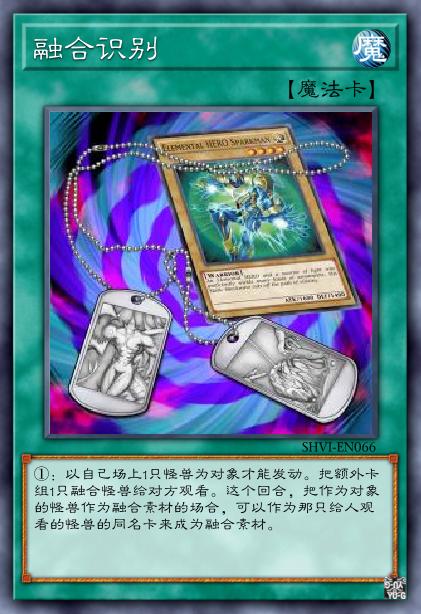 融合识别
魔
【魔法卡】
ELEMENTAL HERO SPARKMAN
[WARRIOR]
SHVI-EN066
①：以自己场上1只怪兽为对象才能发动。把额外卡
组1只融合怪兽给对方观看。这个回合，把作为对象
的怪兽作为融合素材的场合，可以作为那只给人观
看的怪兽的同名卡来成为融合素材。